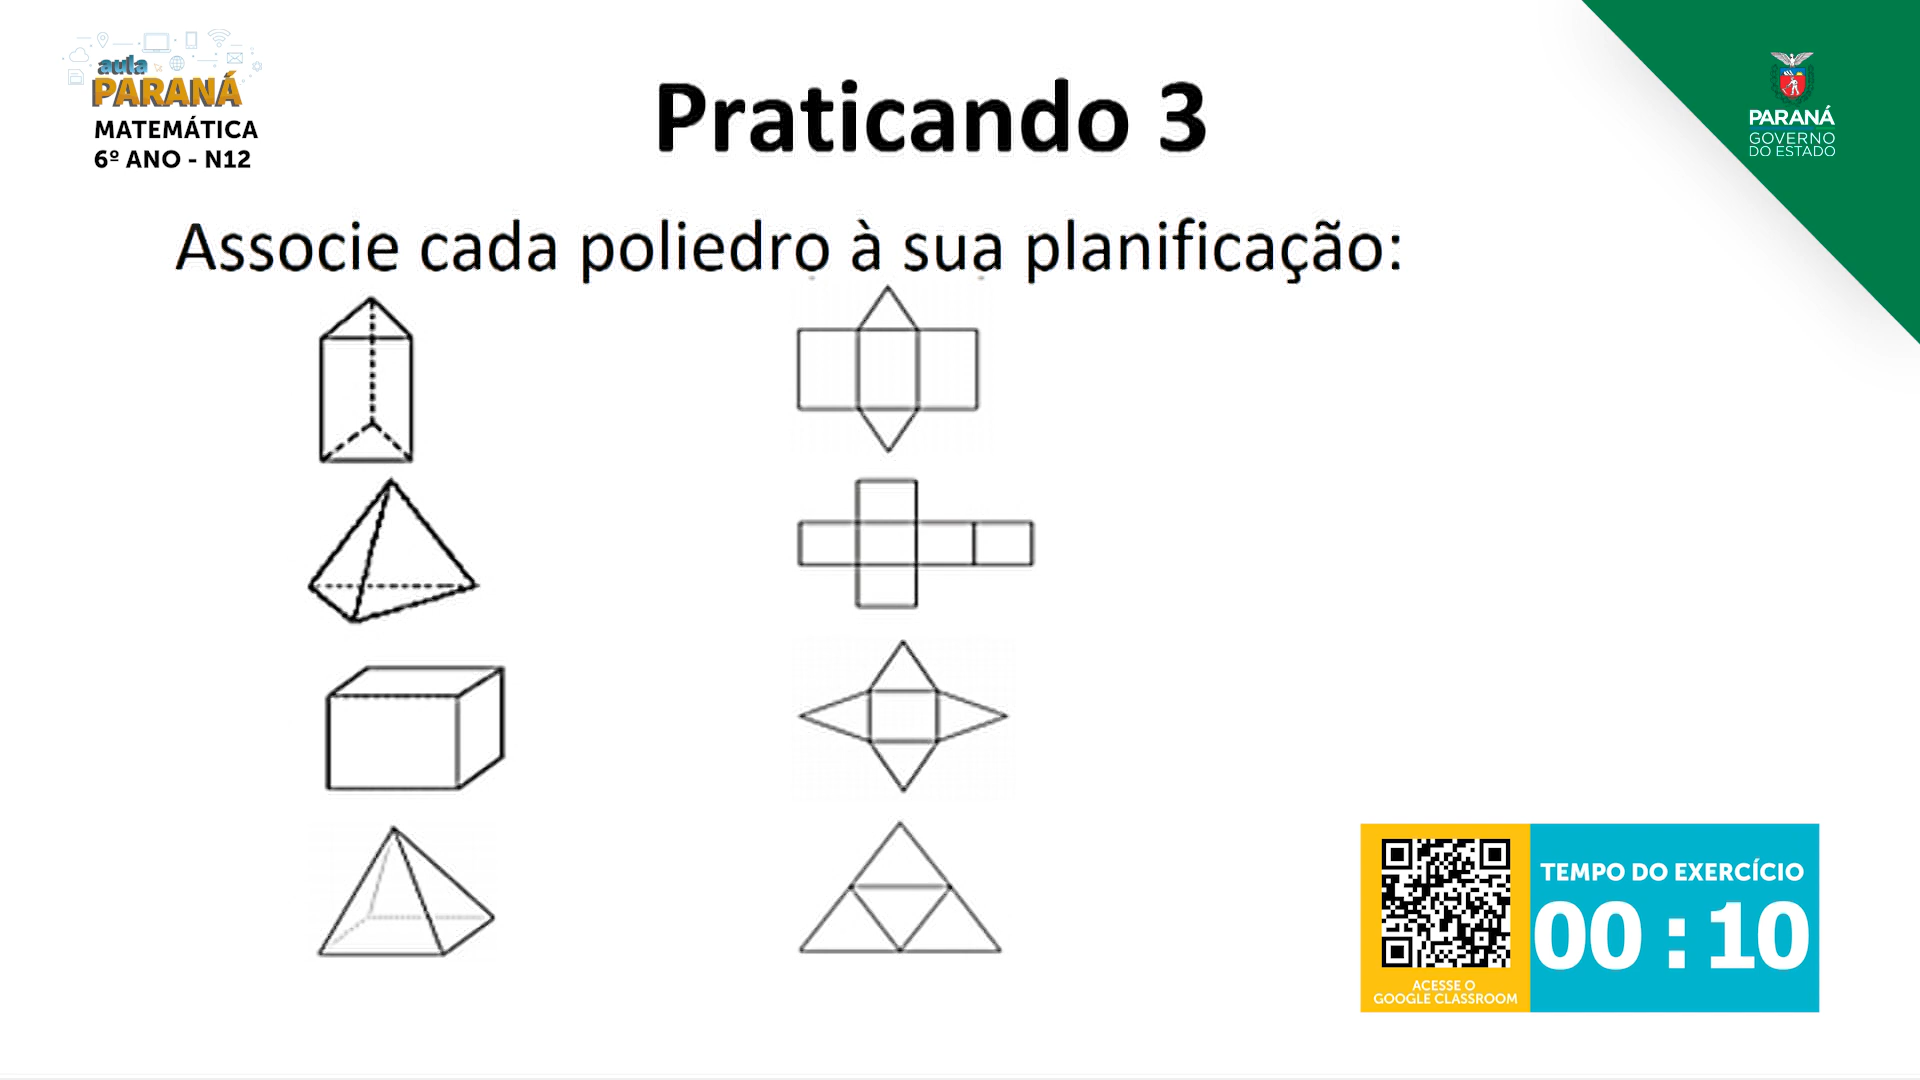 aula
PARANÁ
MATEMÁTICA
6º ANO - N12
Praticando 3
PARANÁ
GOVERNO
DO ESTADO
Associe cada poliedro à sua planificação:
TEMPO DO EXERCÍCIO
00 : 10
ACESSE O
GOOGLE CLASSROOM